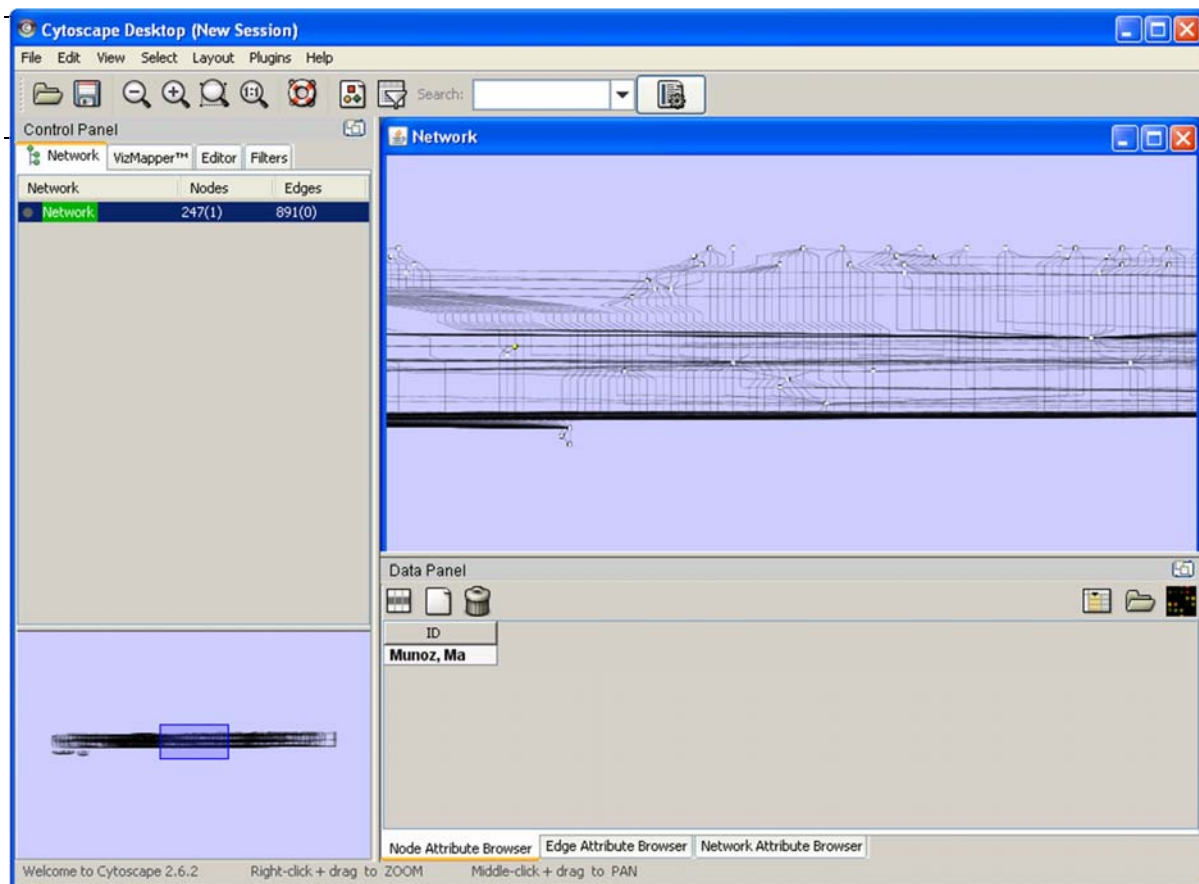 Cytoscape Desktop (New Session)
File Edit View Select Layout Plugins Help
Search:
Control Panel
Network VizMapper™ Editor Filters
Network Nodes Edges
Network 247(1) 891(0)
Network
Data Panel
ID
Munoz, Ma
Node Attribute Browser Edge Attribute Browser Network Attribute Browser
Welcome to Cytoscape 2.6.2 Right-click + drag to ZOOM Middle-click + drag to PAN